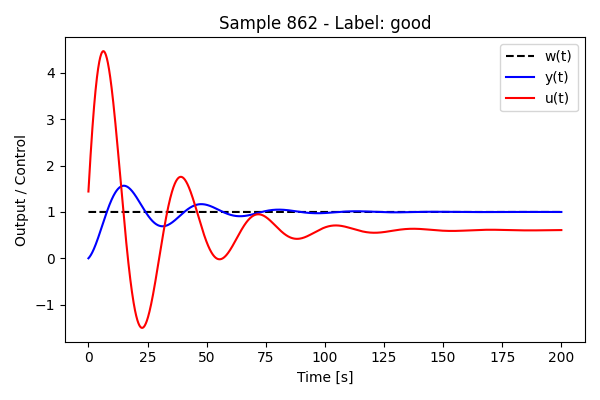 Sample 862 - Label: good
w(t)
y(t)
u(t)
Output / Control
4
3
2
1
0
−1
0 25 50 75 100 125 150 175 200
Time [s]